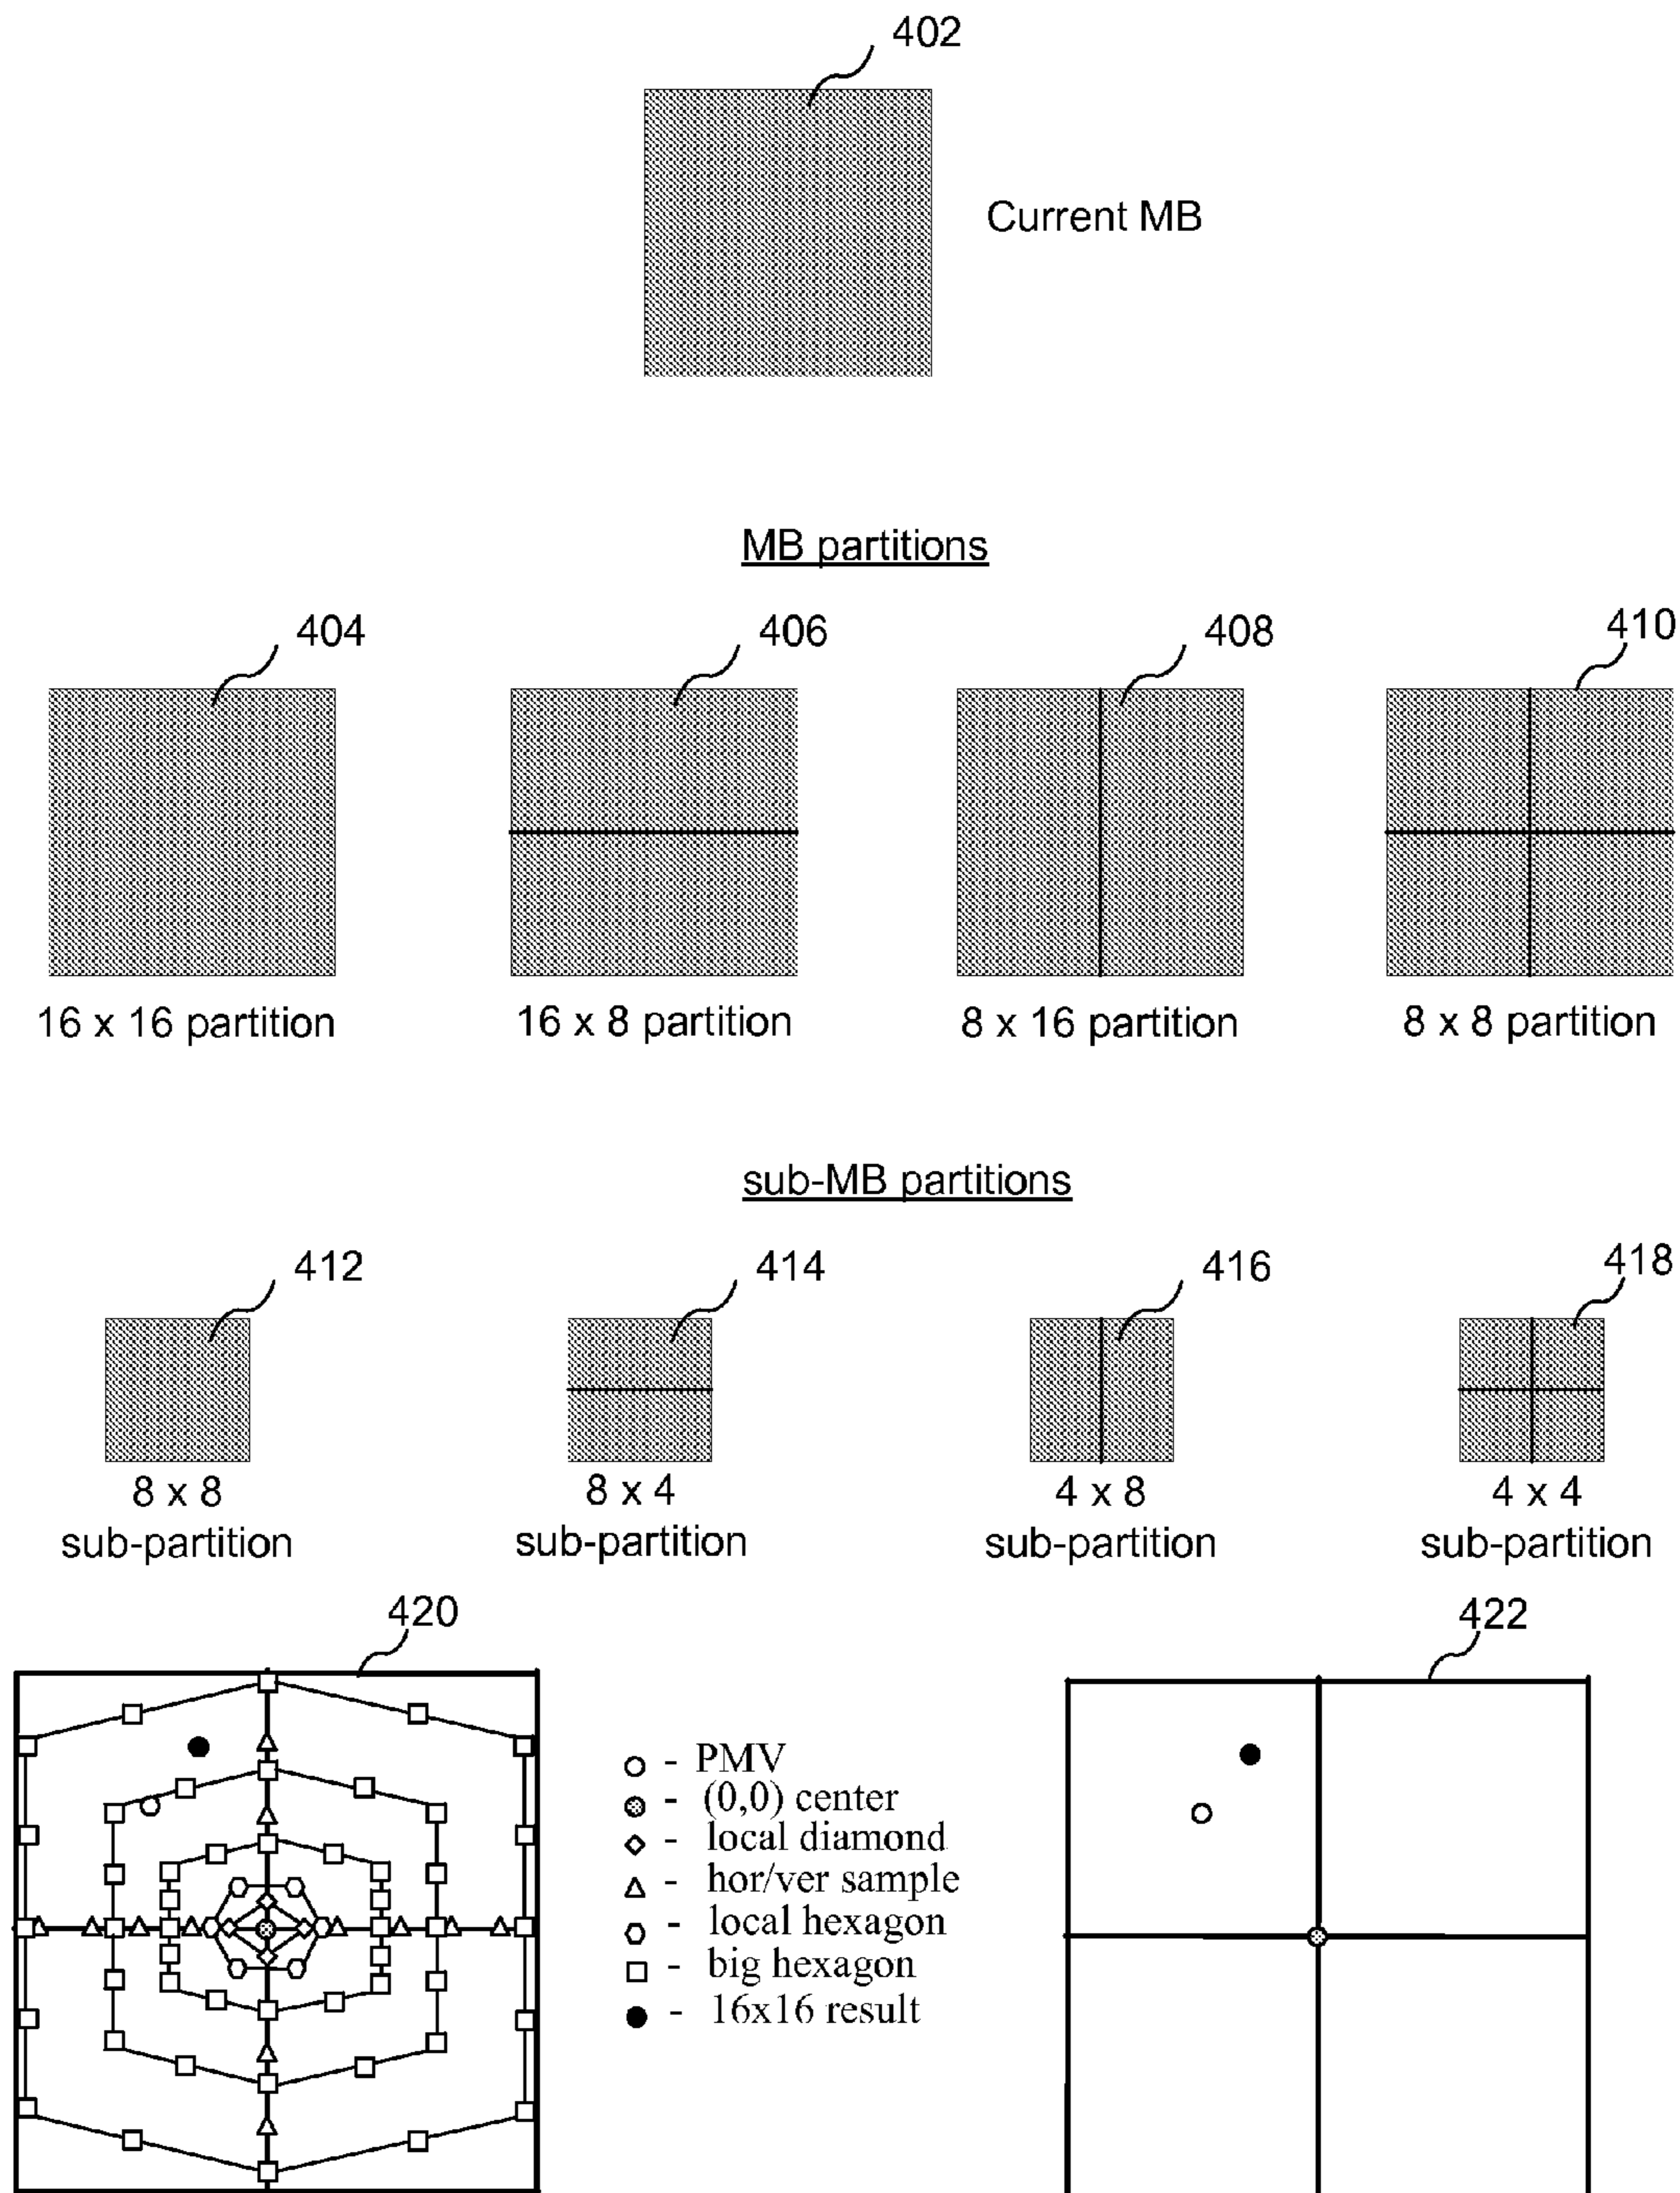 402
Current MB
MB partitions
404 406 408 410
16 x 16 partition 16 x 8 partition 8 x 16 partition 8 x 8 partition
sub-MB partitions
412 414 416 418
8 x 8 8 x 4 4 x 8 4 x 4
sub-partition sub-partition sub-partition sub-partition
420 422
- PMV
- (0,0) center
- local diamond
- hor/ver sample
- local hexagon
- big hexagon
- 16x16 result